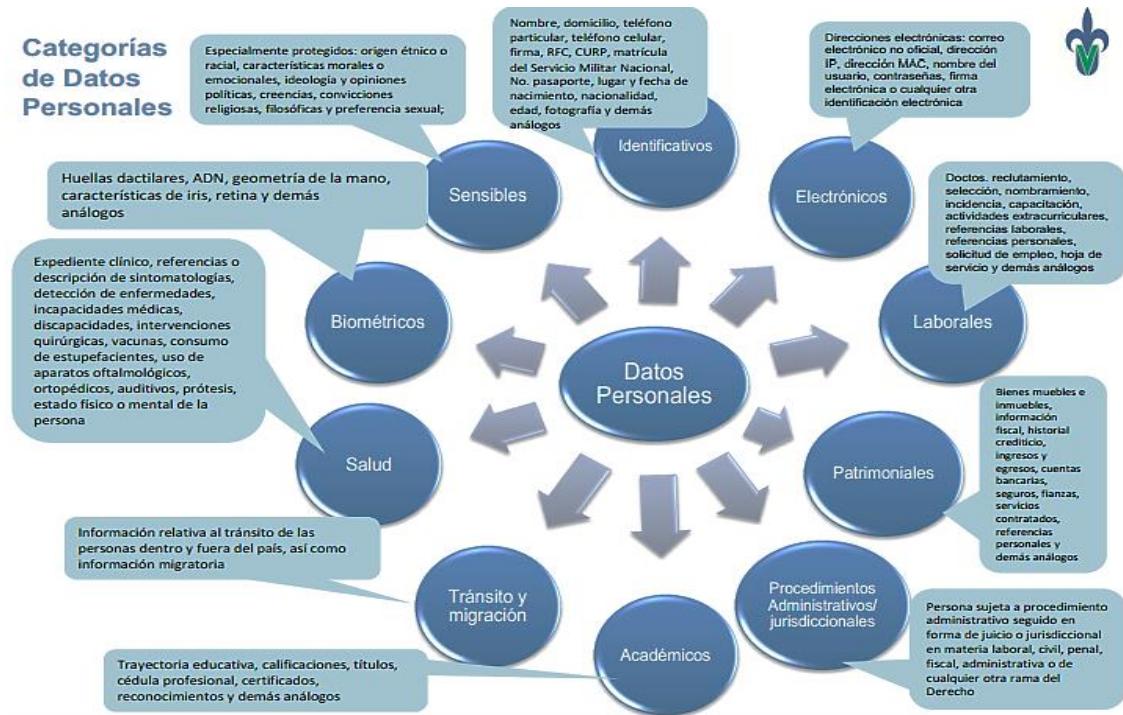 Categorías
de Datos
Personales
Especialmente protegidos: origen étnico o
racial, características morales o
emocionales, ideología y opiniones
políticas, creencias, convicciones
religiosas, filosóficas y preferencia sexual;
Nombre, domicilio, teléfono
particular, teléfono celular,
firma, RFC, CURP, matrícula
del Servicio Militar Nacional,
No. pasaporte, lugar y fecha de
nacimiento, nacionalidad,
edad, fotografía y demás
análogos
Direcciones electrónicas: correo
electrónico no oficial, dirección
IP, dirección MAC, nombre del
usuario, contraseñas, firma
electrónica o cualquier otra
identificación electrónica
Identificativos
Sensibles
Electrónicos
Huellas dactilares, ADN, geometría de la mano,
características de iris, retina y demás
análogos
Doctos. reclutamiento,
selección, nombramiento,
incidencia, capacitación,
actividades extracurriculares,
referencias laborales,
referencias personales,
solicitud de empleo, hoja de
servicio y demás análogos
Expediente clínico, referencias o
descripción de sintomatologías,
detección de enfermedades,
incapacidades médicas,
discapacidades, intervenciones
quirúrgicas, vacunas, consumo
de estupefacientes, uso de
aparatos oftalmológicos,
ortopédicos, auditivos, prótesis,
estado físico o mental de la
persona
Biométricos
Laborales
Datos
Personales
Bienes muebles e
inmuebles,
información
fiscal, historial
crediticio,
ingresos y
egresos, cuentas
bancarias,
seguros, fianzas,
servicios
contratados,
referencias
personales y
demás análogos
Salud
Patrimoniales
Información relativa al tránsito de las
personas dentro y fuera del país, así como
información migratoria
Tránsito y
migración
Procedimientos
Administrativos/
jurisdiccionales
Académicos
Persona sujeta a procedimiento
administrativo seguido en
forma de juicio o jurisdiccional
en materia laboral, civil, penal,
fiscal, administrativa o de
cualquier otra rama del
Derecho
Trayectoria educativa, calificaciones, títulos,
cédula profesional, certificados,
reconocimientos y demás análogos